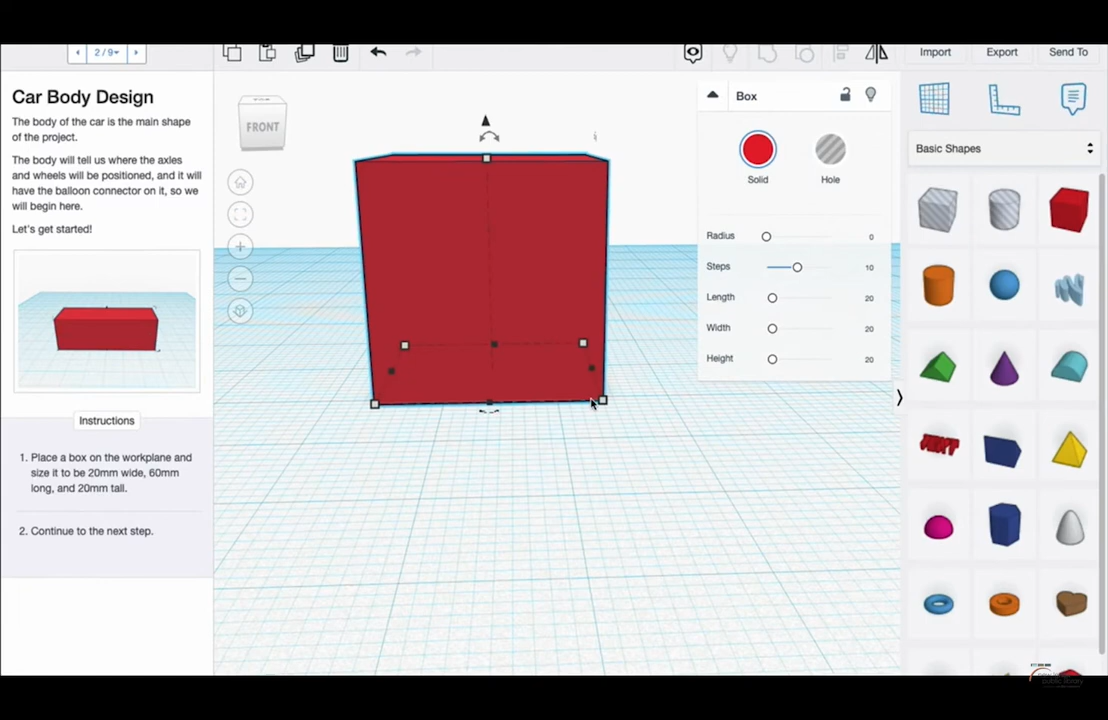 2/9
Import
Export
Send To
Car Body Design
The body of the car is the main shape
of the project.
The body will tell us where the axles
and wheels will be positioned, and it will
have the balloon connector on it, so we
will begin here.
Let's get started!
Instructions
1. Place a box on the workplane and
size it to be 20mm wide, 60mm
long, and 20mm tall.
2. Continue to the next step.
FRONT
Box
Solid
Hole
Radius 0
Steps 10
Length 20
Width 20
Height 20
Basic Shapes
TEXT
public library